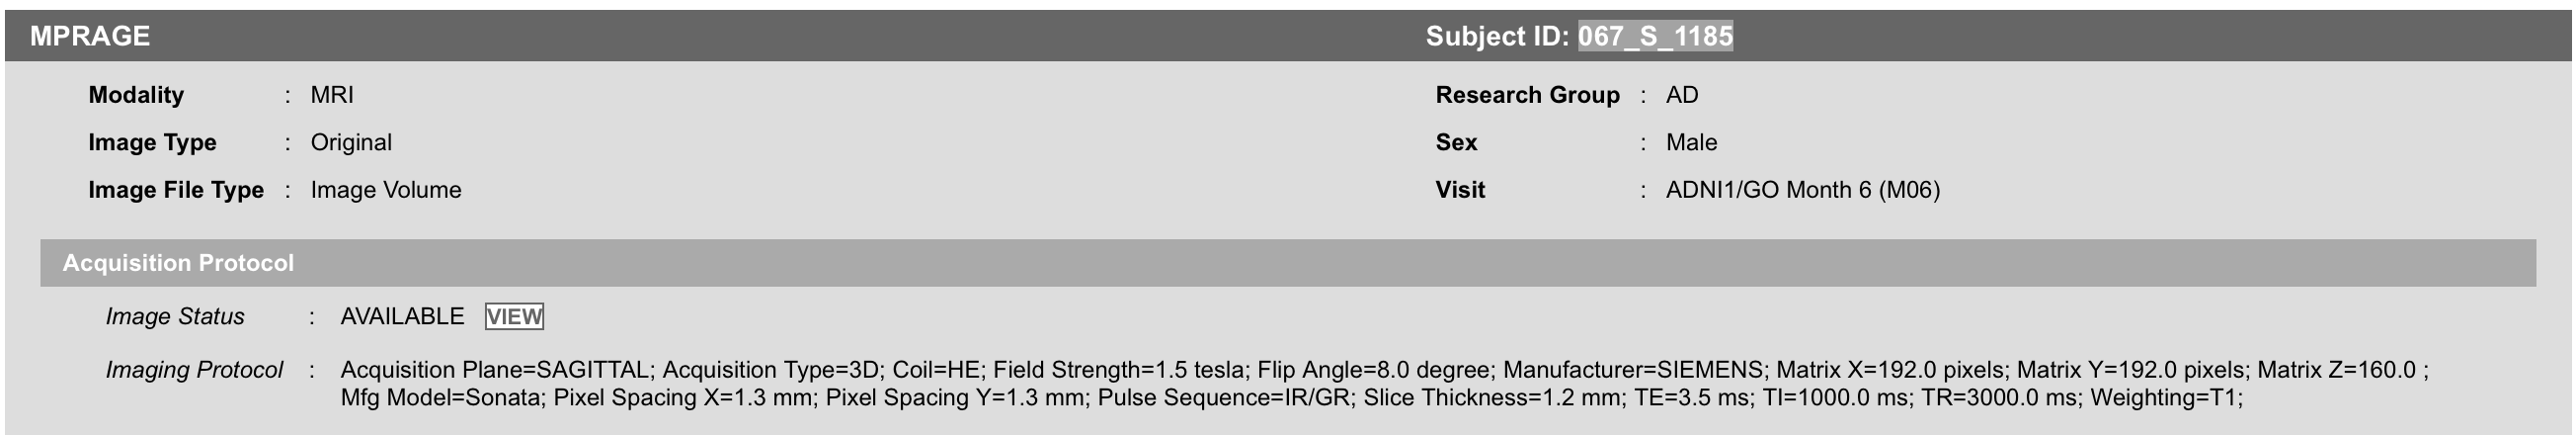 MPRAGE Subject ID: 067_S_1185
Modality : MRI Research Group : AD
Image Type : Original Sex : Male
Image File Type : Image Volume Visit : ADNI1/GO Month 6 (M06)
Acquisition Protocol
Image Status : AVAILABLE VIEW
Imaging Protocol : Acquisition Plane=SAGITTAL; Acquisition Type=3D; Coil=HE; Field Strength=1.5 tesla; Flip Angle=8.0 degree; Manufacturer=SIEMENS; Matrix X=192.0 pixels; Matrix Y=192.0 pixels; Matrix Z=160.0 ;
Mfg Model=Sonata; Pixel Spacing X=1.3 mm; Pixel Spacing Y=1.3 mm; Pulse Sequence=IR/GR; Slice Thickness=1.2 mm; TE=3.5 ms; TI=1000.0 ms; TR=3000.0 ms; Weighting=T1;